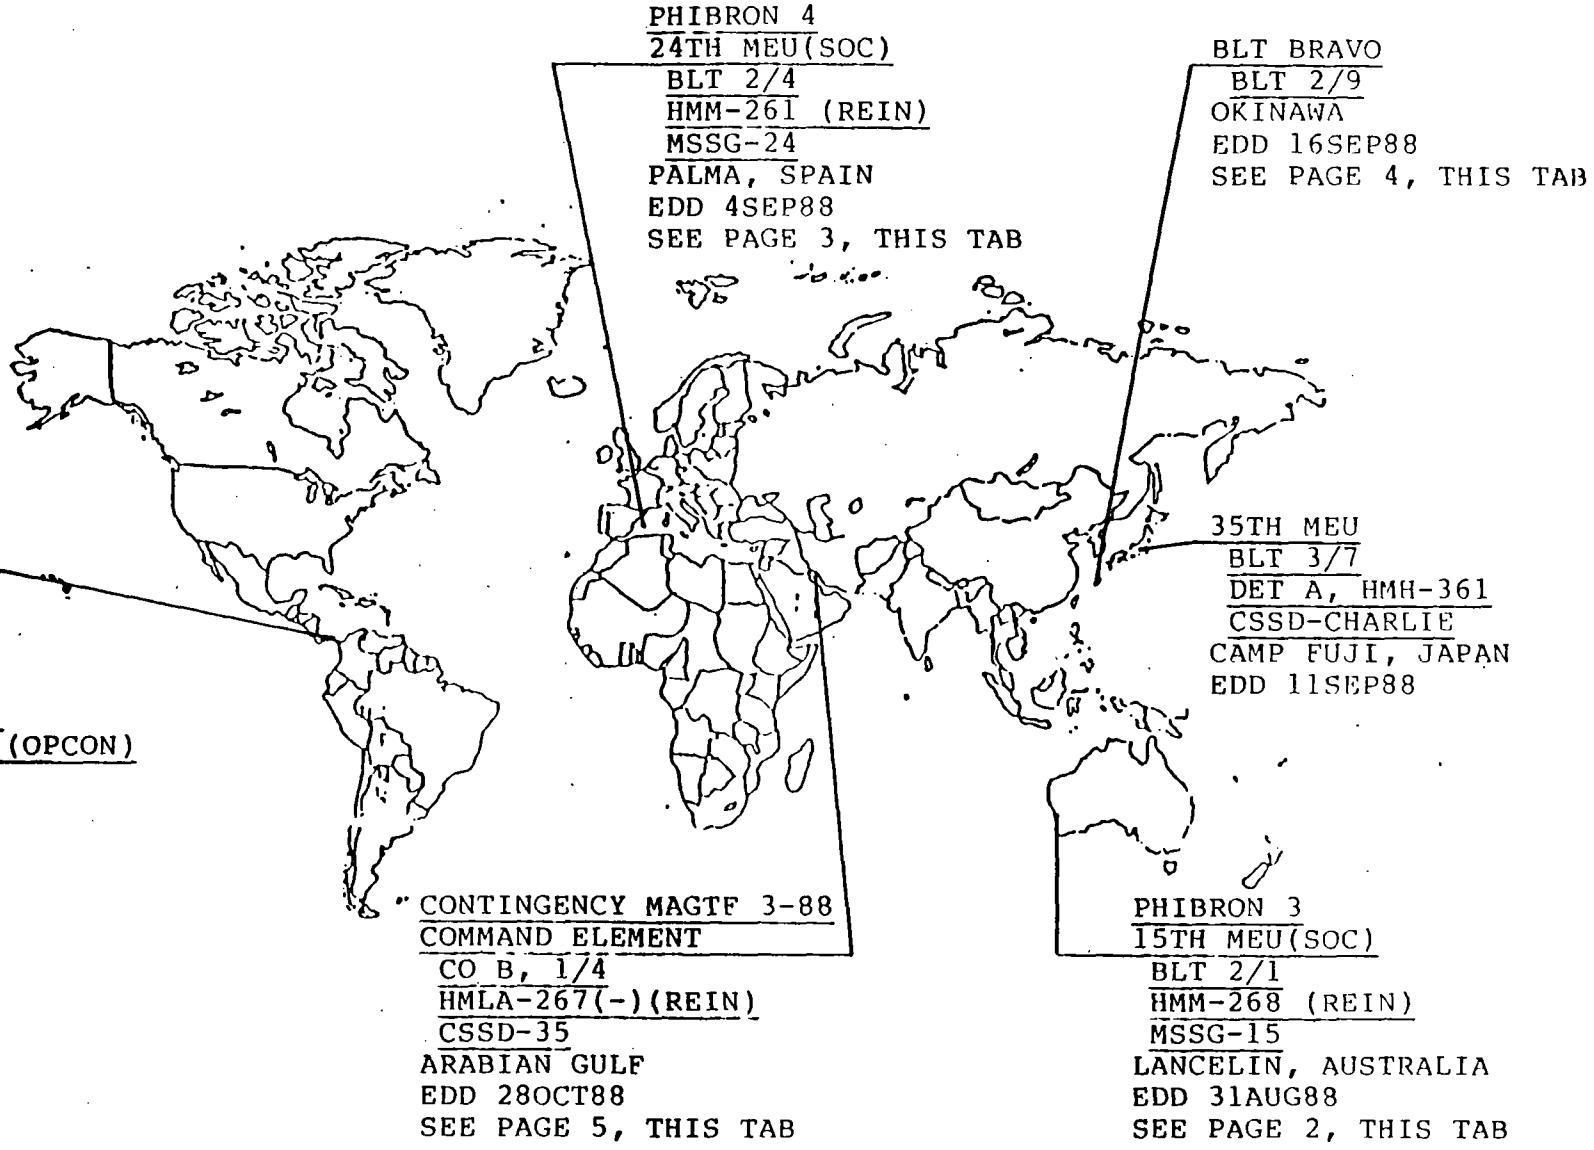 PHIBRON 4
24TH MEU(SOC)
BLT 2/4
HMM-261 (REIN)
MSSG-24
PALMA, SPAIN
EDD 4SEP88
SEE PAGE 3, THIS TAB
BLT BRAVO
BLT 2/9
OKINAWA
EDD 16SEP88
SEE PAGE 4, THIS TAB
35TH MEU
BLT 3/7
DET A, HMH-361
CSSD-CHARLIE
CAMP FUJI, JAPAN
EDD 11SEP88
(OPCON)
CONTINGENCY MAGTF 3-88
COMMAND ELEMENT
CO B, 1/4
HMLA-267(-)(REIN)
CSSD-35
ARABIAN GULF
EDD 28OCT88
SEE PAGE 5, THIS TAB
PHIBRON 3
15TH MEU(SOC)
BLT 2/1
HMM-268 (REIN)
MSSG-15
LANCELIN, AUSTRALIA
EDD 31AUG88
SEE PAGE 2, THIS TAB